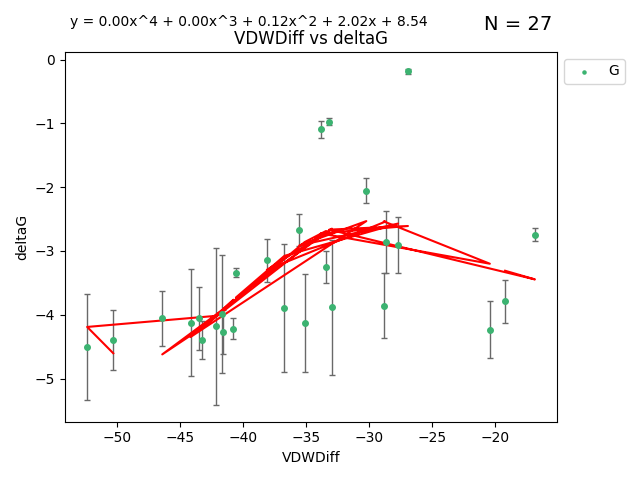 y = 0.00x^4 + 0.00x^3 + 0.12x^2 + 2.02x + 8.54
N = 27
VDWDiff vs deltaG
G
deltaG
0
−1
−2
−3
−4
−5
−50
−45
−40
−35
−30
−25
−20
VDWDiff